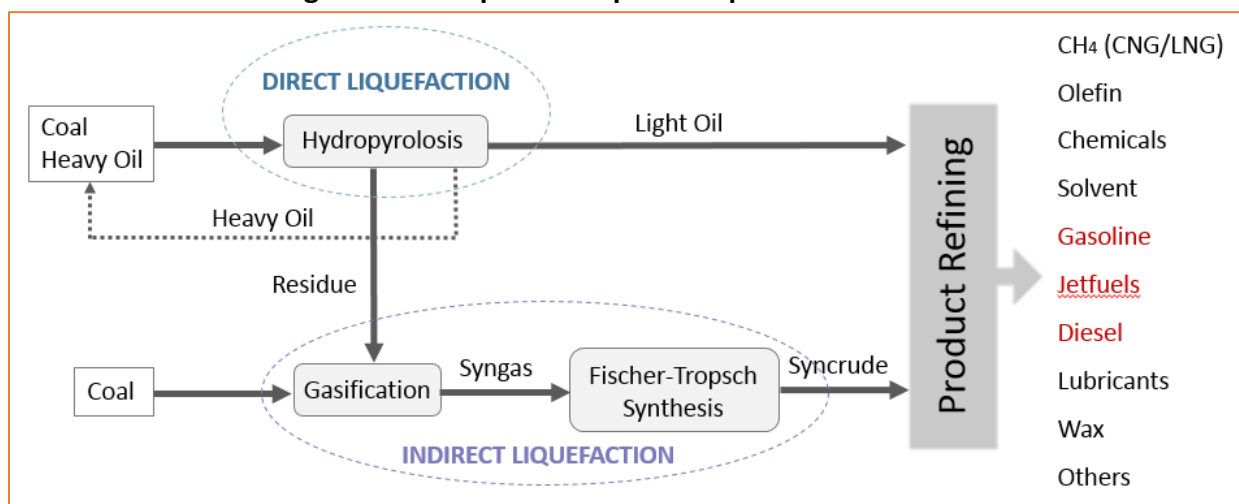 DIRECT LIQUEFACTION
Coal
Heavy Oil
Hydropyrolosis
Light Oil
Heavy Oil
Residue
Coal
Gasification
Syngas
Fischer-Tropsch
Synthesis
Syncrude
INDIRECT LIQUEFACTION
Product Refining
CH₄ (CNG/LNG)
Olefin
Chemicals
Solvent
Gasoline
Jetfuels
Diesel
Lubricants
Wax
Others